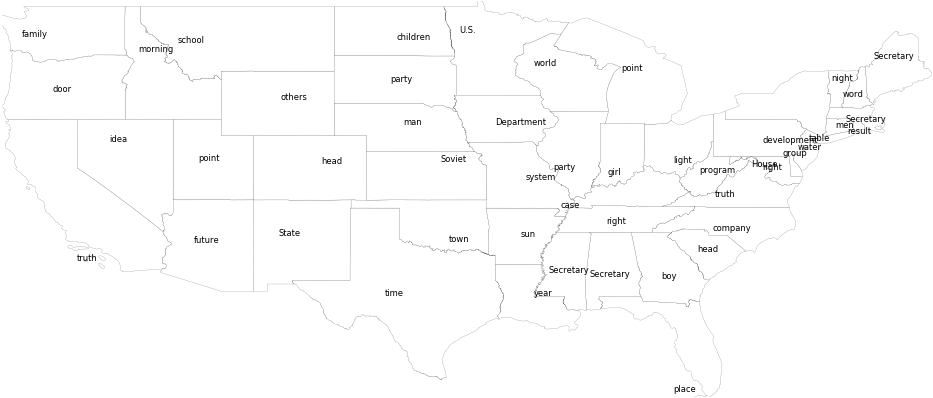 U.S.
family
children
school
morning
Secretary
world
point
party
night
door
word
others
man
Department
Secretary
men
result
idea
table
development
water
group
point
head
Soviet
light
House
right
party
program
girl
system
truth
case
right
company
State
sun
future
town
head
truth
Secretary
Secretary
boy
time
year
place